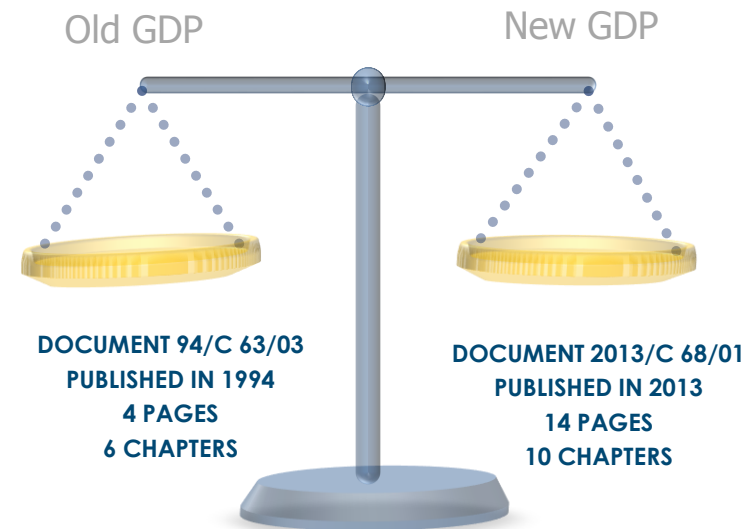 Old GDP
New GDP
DOCUMENT 94/C 63/03
PUBLISHED IN 1994
4 PAGES
6 CHAPTERS
DOCUMENT 2013/C 68/01
PUBLISHED IN 2013
14 PAGES
10 CHAPTERS